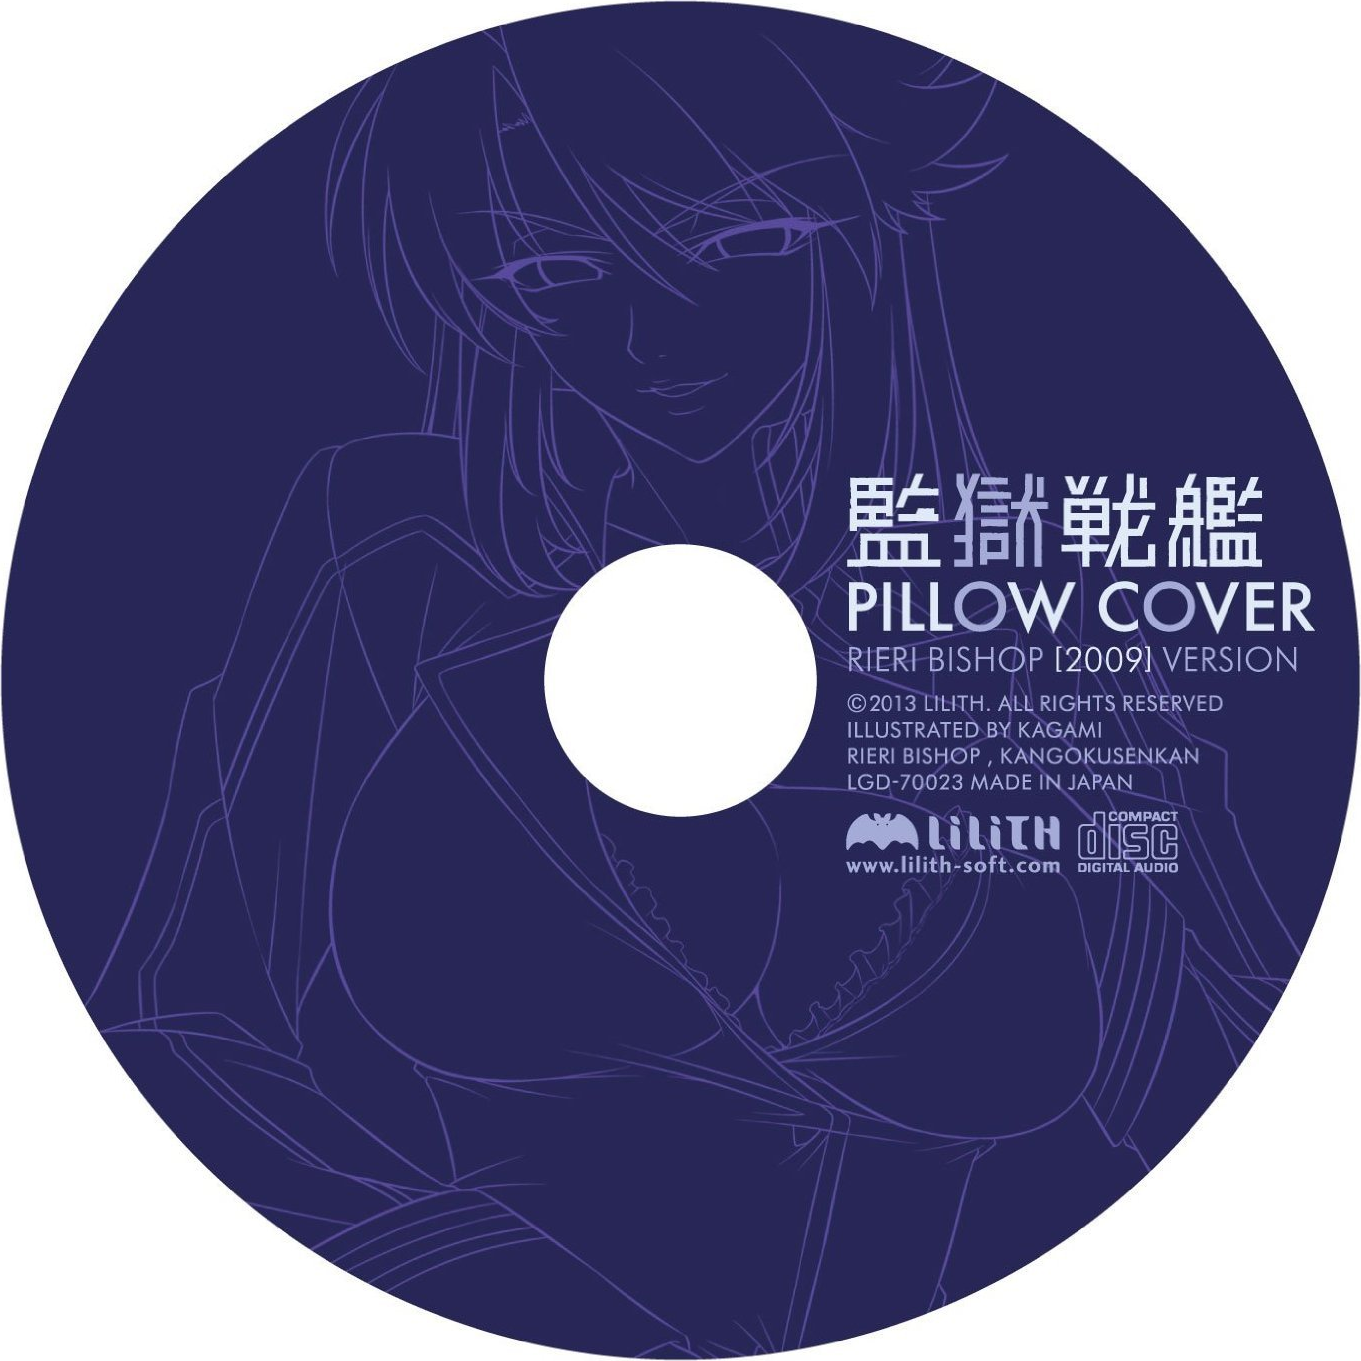 監獄戦艦
PILLOW COVER
RIERI BISHOP [2009] VERSION
©2013 LILITH. ALL RIGHTS RESERVED
ILLUSTRATED BY KAGAMI
RIERI BISHOP , KANGOKUSENKAN
LGD-70023 MADE IN JAPAN
LiLiTH
www.lilith-soft.com
COMPACT
disc
DIGITAL AUDIO